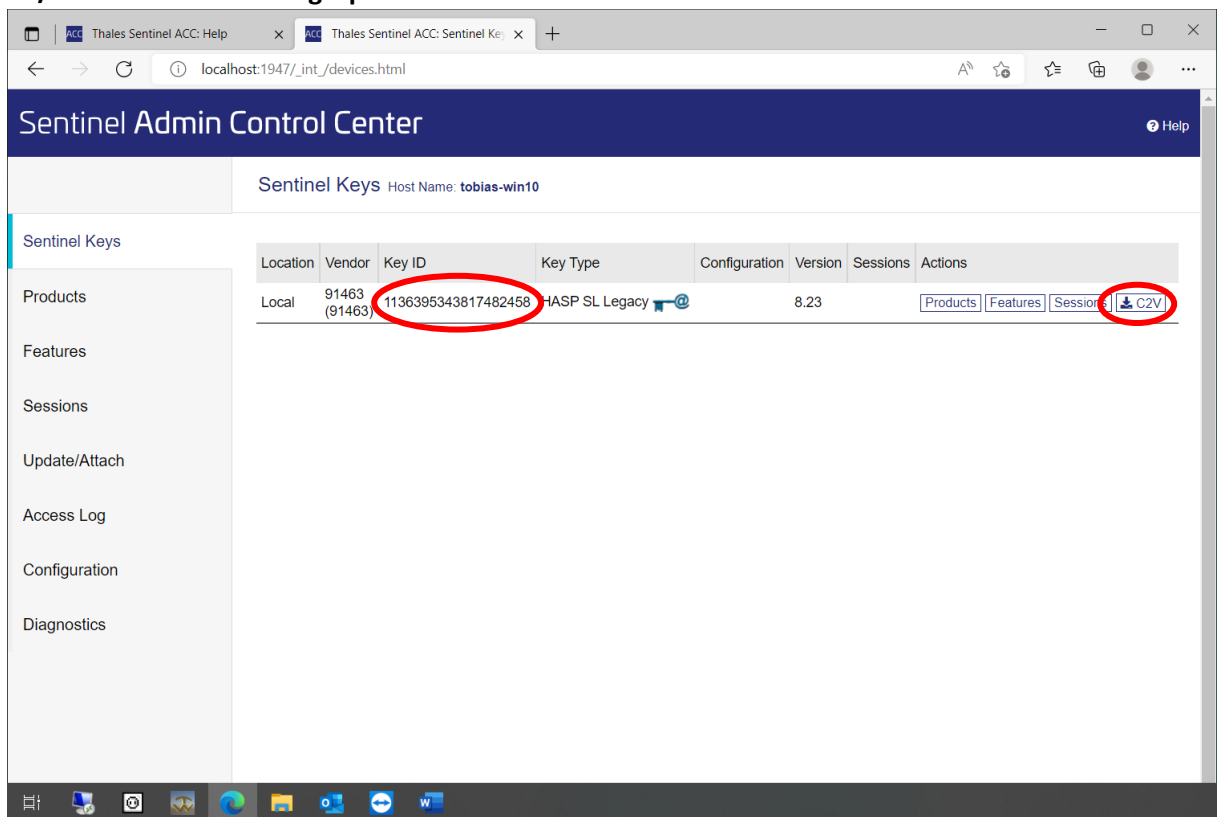 Thales Sentinel ACC: Help
Thales Sentinel ACC: Sentinel Key
localhost:1947/_int_/devices.html
Sentinel Admin Control Center
Help
Sentinel Keys Host Name: tobias-win10
Sentinel Keys
Products
Features
Sessions
Update/Attach
Access Log
Configuration
Diagnostics
Location Vendor Key ID Key Type Configuration Version Sessions Actions
Local 91463 (91463) 1136395343817482458 HASP SL Legacy 8.23 Products Features Sessions C2V